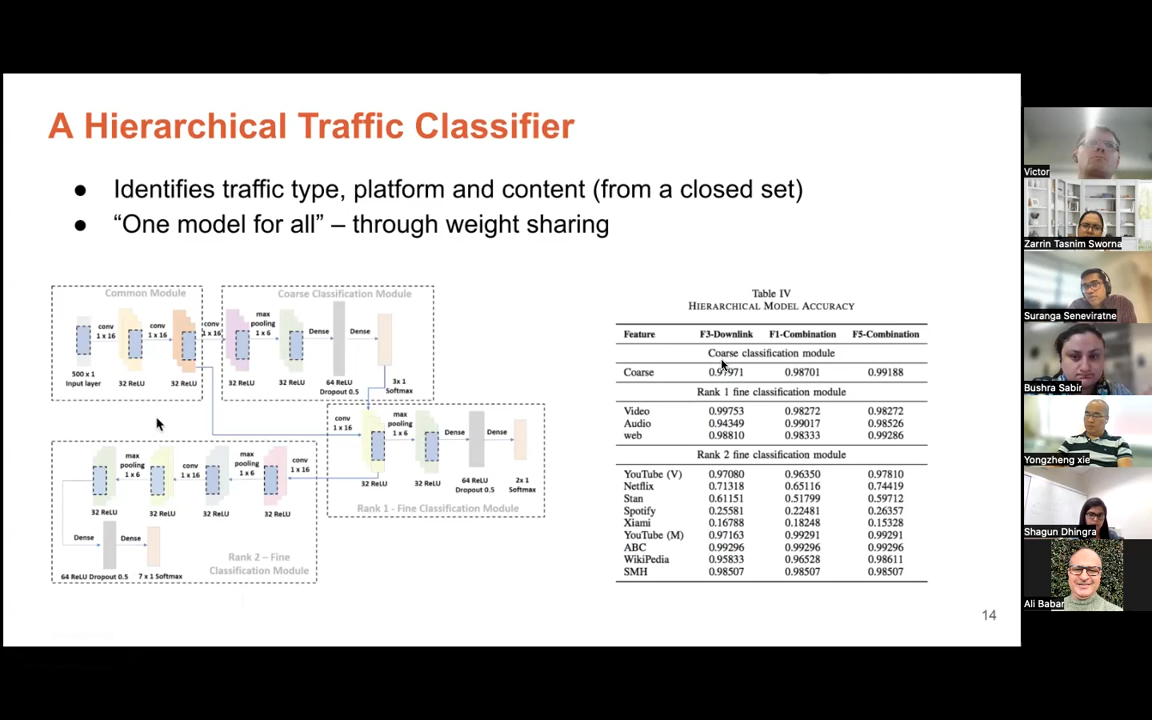 A Hierarchical Traffic Classifier
● Identifies traffic type, platform and content (from a closed set)
● “One model for all” – through weight sharing
Common Module
conv
1 x 16
conv
1 x 16
conv
1 x 16
500 x 1
Input layer
32 ReLU
32 ReLU
Coarse Classification Module
max
pooling
1 x 6
Dense
Dense
32 ReLU
32 ReLU
64 ReLU
Dropout 0.5
3x 1
Softmax
conv
1 x 16
max
pooling
1 x 6
Dense
Dense
32 ReLU
32 ReLU
64 ReLU
Dropout 0.5
2x 1
Softmax
Rank 1 - Fine Classification Module
max
pooling
1 x 6
conv
1 x 16
max
pooling
1 x 6
conv
1 x 16
32 ReLU
32 ReLU
32 ReLU
32 ReLU
Dense
Dense
64 ReLU Dropout 0.5
7 x 1 Softmax
Rank 2 – Fine
Classification Module
Table IV
HIERARCHICAL MODEL ACCURACY
Feature F3-Downlink F1-Combination F5-Combination
Coarse classification module
Coarse 0.97971 0.98701 0.99188
Rank 1 fine classification module
Video 0.99753 0.98272 0.98272
Audio 0.94349 0.99017 0.98526
web 0.98810 0.98333 0.99286
Rank 2 fine classification module
YouTube (V) 0.97080 0.96350 0.97810
Netflix 0.71318 0.65116 0.74419
Stan 0.61151 0.51799 0.59712
Spotify 0.25581 0.22481 0.26357
Xiami 0.16788 0.18248 0.15328
YouTube (M) 0.97163 0.99291 0.99291
ABC 0.99296 0.99296 0.99296
WikiPedia 0.95833 0.96528 0.98611
SMH 0.98507 0.98507 0.98507
14
Victor
Zarrin Tasnim Sworna
Suranga Seneviratne
Bushra Sabir
Yongzheng xie
Shagun Dhingra
Ali Babar